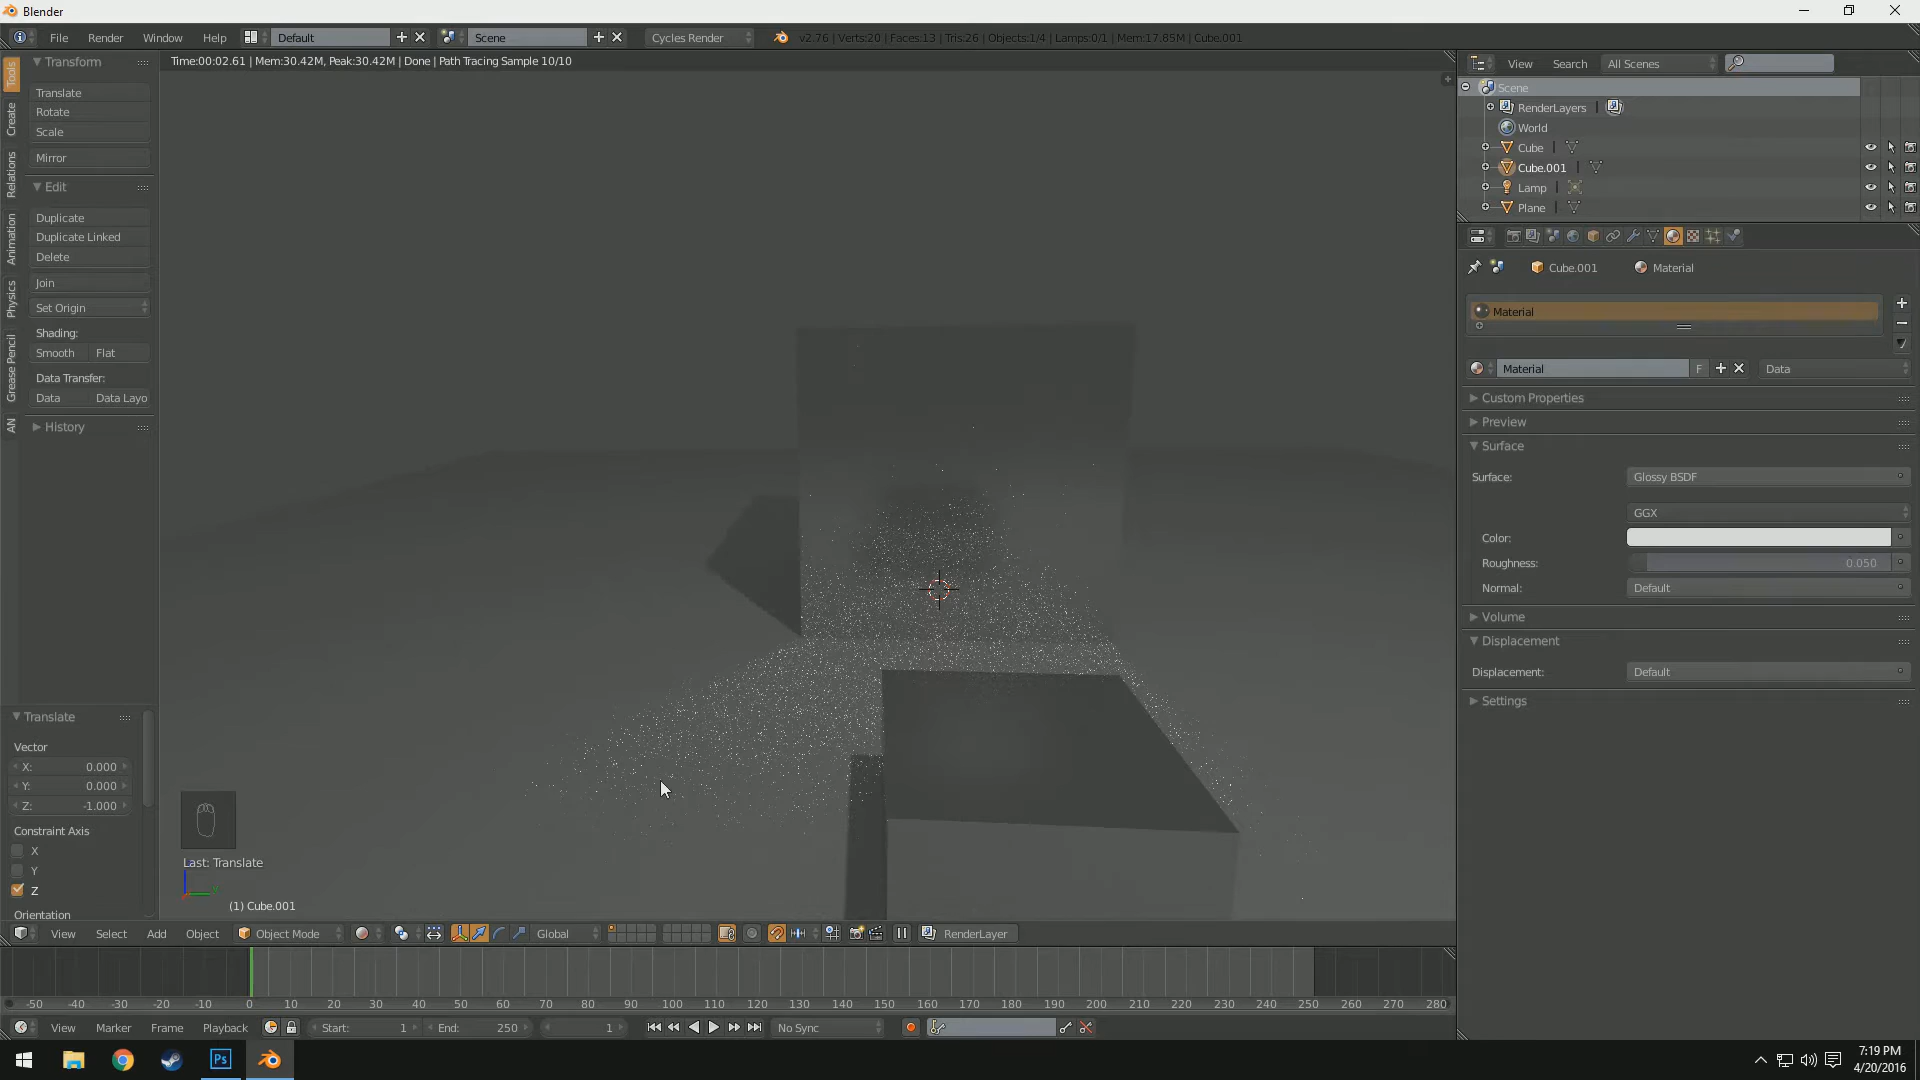 Blender
File Render Window Help Default Scene Cycles Render v2.76 | Verts:20 | Faces:13 | Tris:26 | Objects:1/4 | Lamps:0/1 | Mem:17.85M | Cube.001
Time:00:02.61 | Mem:30.42M, Peak:30.42M | Done | Path Tracing Sample 10/10
Tools
Create
Relations
Animation
Physics
Grease Pencil
AN
Transform
Translate
Rotate
Scale
Mirror
Edit
Duplicate
Duplicate Linked
Delete
Join
Set Origin
Shading:
Smooth Flat
Data Transfer:
Data Data Layo
History
Translate
Vector
X: 0.000
Y: 0.000
Z: -1.000
Constraint Axis
X
Y
Z
Orientation
Last: Translate
(1) Cube.001
View Select Add Object Object Mode Global RenderLayer
-50 -40 -30 -20 -10 0 10 20 30 40 50 60 70 80 90 100 110 120 130 140 150 160 170 180 190 200 210 220 230 240 250 260 270 280
View Marker Frame Playback Start: 1 End: 250 1 No Sync
View Search All Scenes
Scene
RenderLayers |
World
Cube |
Cube.001 |
Lamp |
Plane |
Cube.001 Material
Material
Material F Data
Custom Properties
Preview
Surface
Surface: Glossy BSDF
GGX
Color:
Roughness: 0.050
Normal: Default
Volume
Displacement
Displacement: Default
Settings
Ps
7:19 PM
4/20/2016